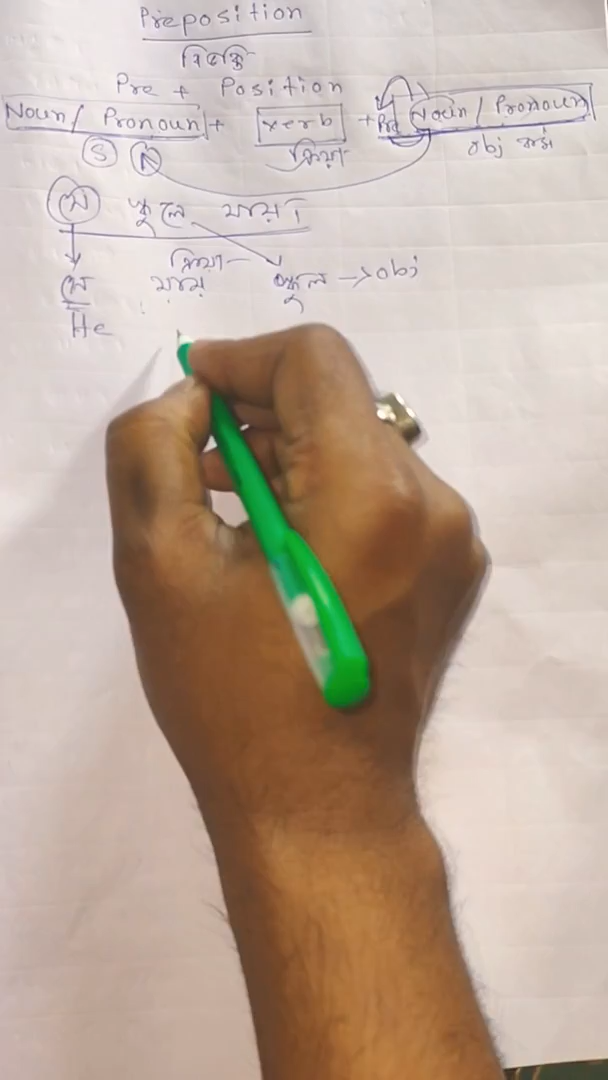 Preposition
বিভক্তি
Pre + Position
Noun / Pronoun + verb + Pre Noun / Pronoun
S N ক্রিয়া obj কর্ম
সে স্কুলে যায়।
ক্রিয়া
সে যায় স্কুল → obj
He